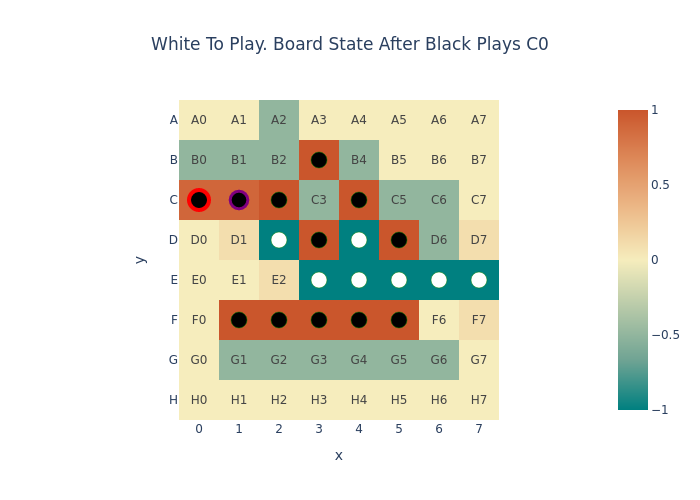 White To Play. Board State After Black Plays C0
A A0 A1 A2 A3 A4 A5 A6 A7
B B0 B1 B2 B4 B5 B6 B7
C C3 C5 C6 C7
D D0 D1 D6 D7
E E0 E1 E2
F F0 F6 F7
G G0 G1 G2 G3 G4 G5 G6 G7
H H0 H1 H2 H3 H4 H5 H6 H7
0 1 2 3 4 5 6 7
x
y
1
0.5
0
−0.5
−1